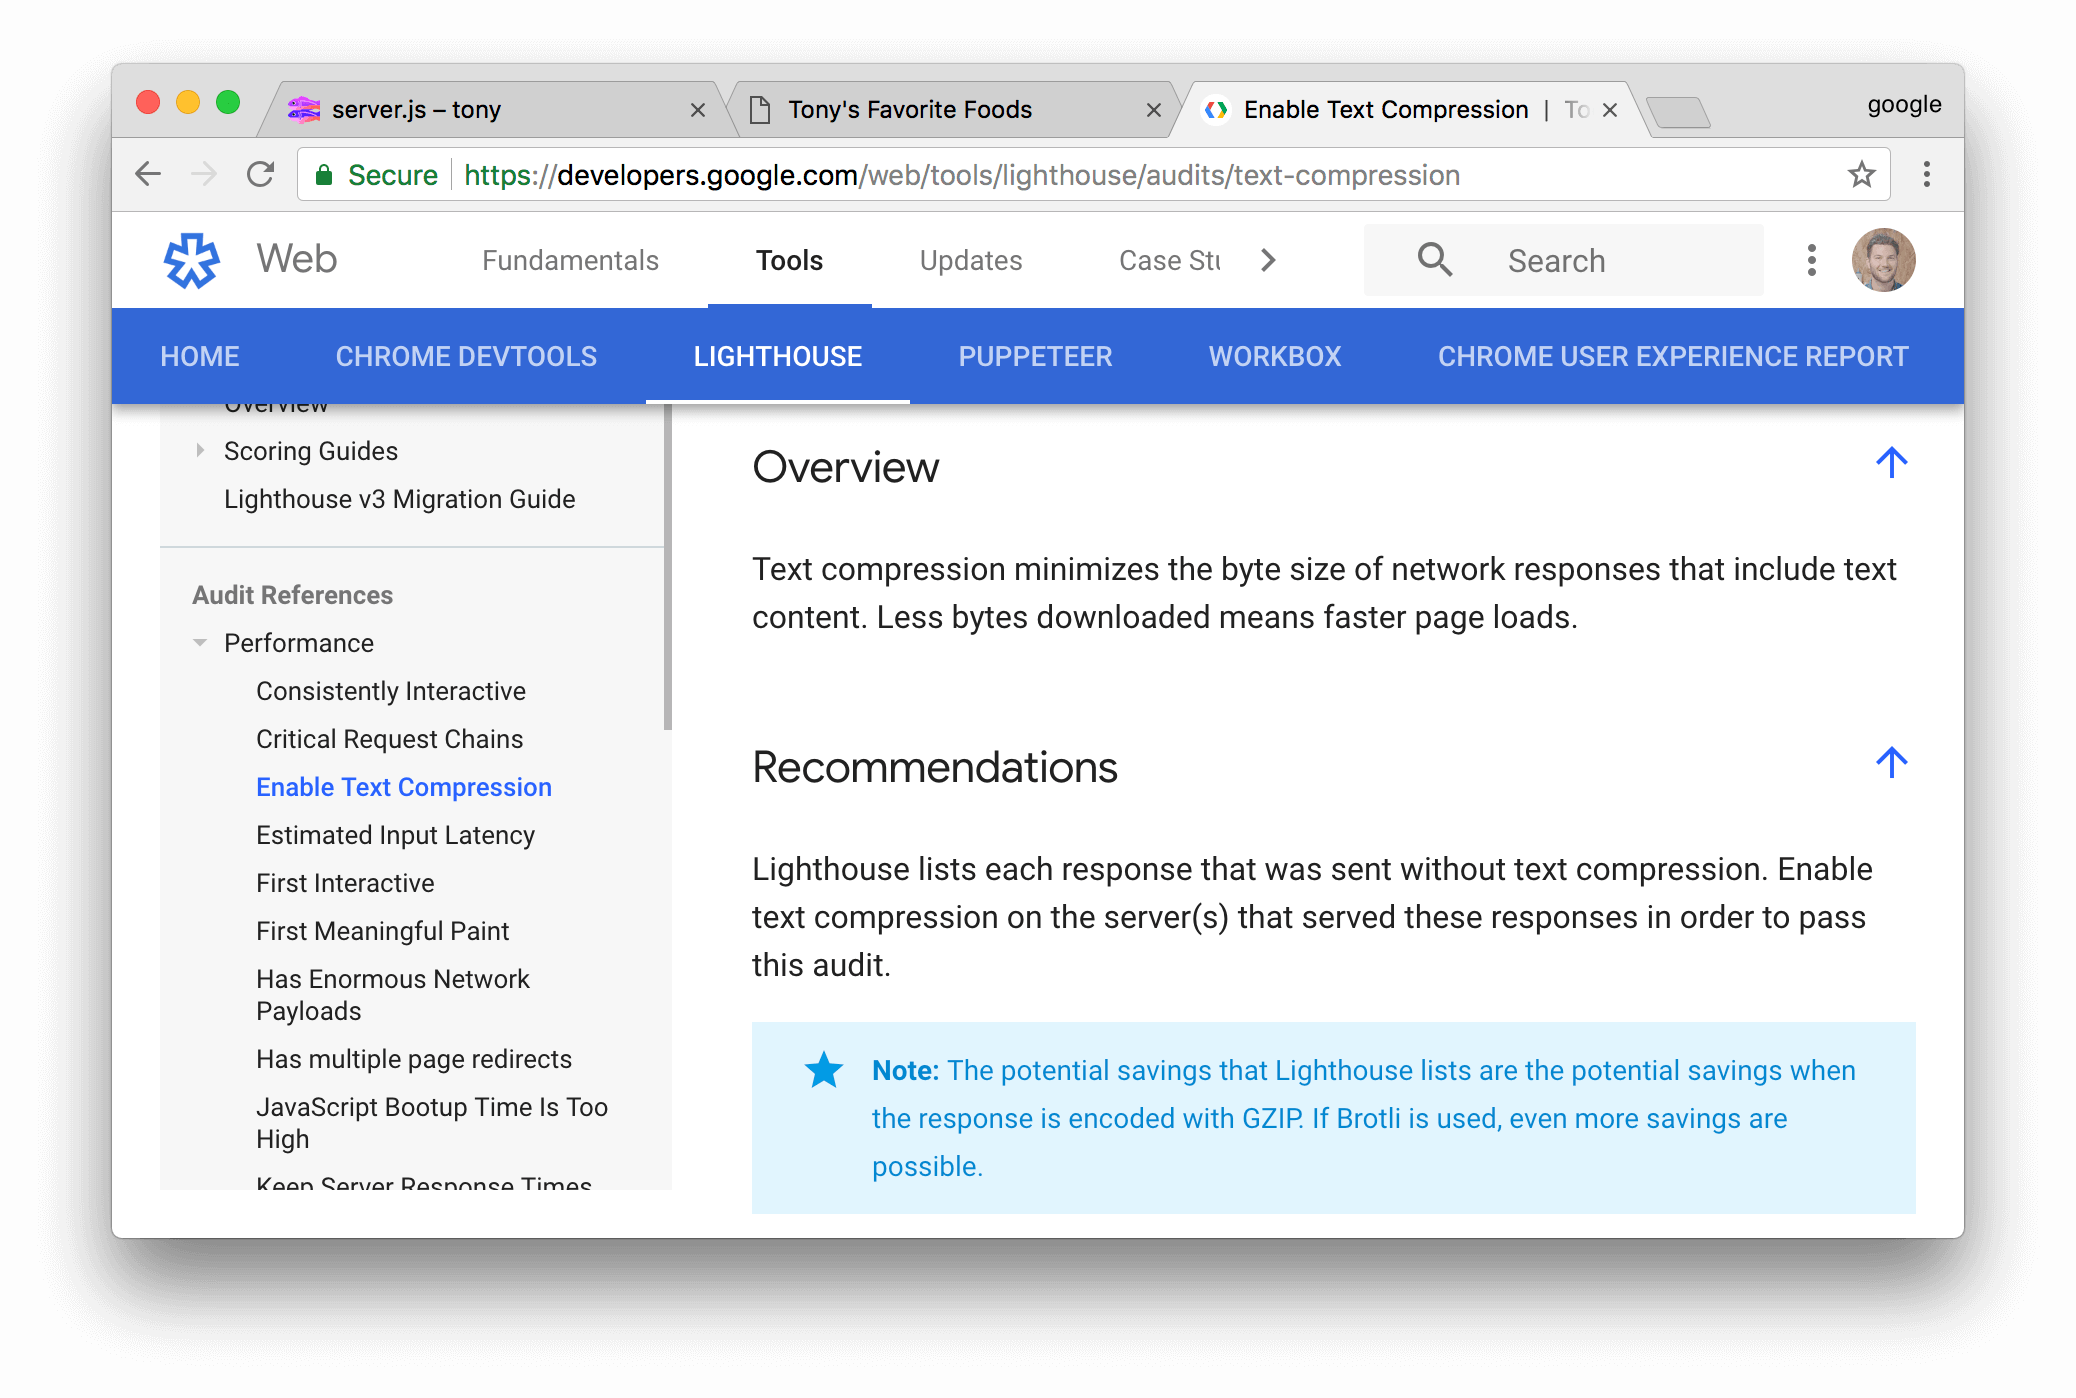 server.js – tony
Tony's Favorite Foods
Enable Text Compression | To
google
Secure
https://developers.google.com/web/tools/lighthouse/audits/text-compression
Web
Fundamentals
Tools
Updates
Case Stu
Search
HOME
CHROME DEVTOOLS
LIGHTHOUSE
PUPPETEER
WORKBOX
CHROME USER EXPERIENCE REPORT
Overview
Scoring Guides
Lighthouse v3 Migration Guide
Audit References
Performance
Consistently Interactive
Critical Request Chains
Enable Text Compression
Estimated Input Latency
First Interactive
First Meaningful Paint
Has Enormous Network
Payloads
Has multiple page redirects
JavaScript Bootup Time Is Too
High
Keep Server Response Times
Overview
Text compression minimizes the byte size of network responses that include text
content. Less bytes downloaded means faster page loads.
Recommendations
Lighthouse lists each response that was sent without text compression. Enable
text compression on the server(s) that served these responses in order to pass
this audit.
Note: The potential savings that Lighthouse lists are the potential savings when
the response is encoded with GZIP. If Brotli is used, even more savings are
possible.